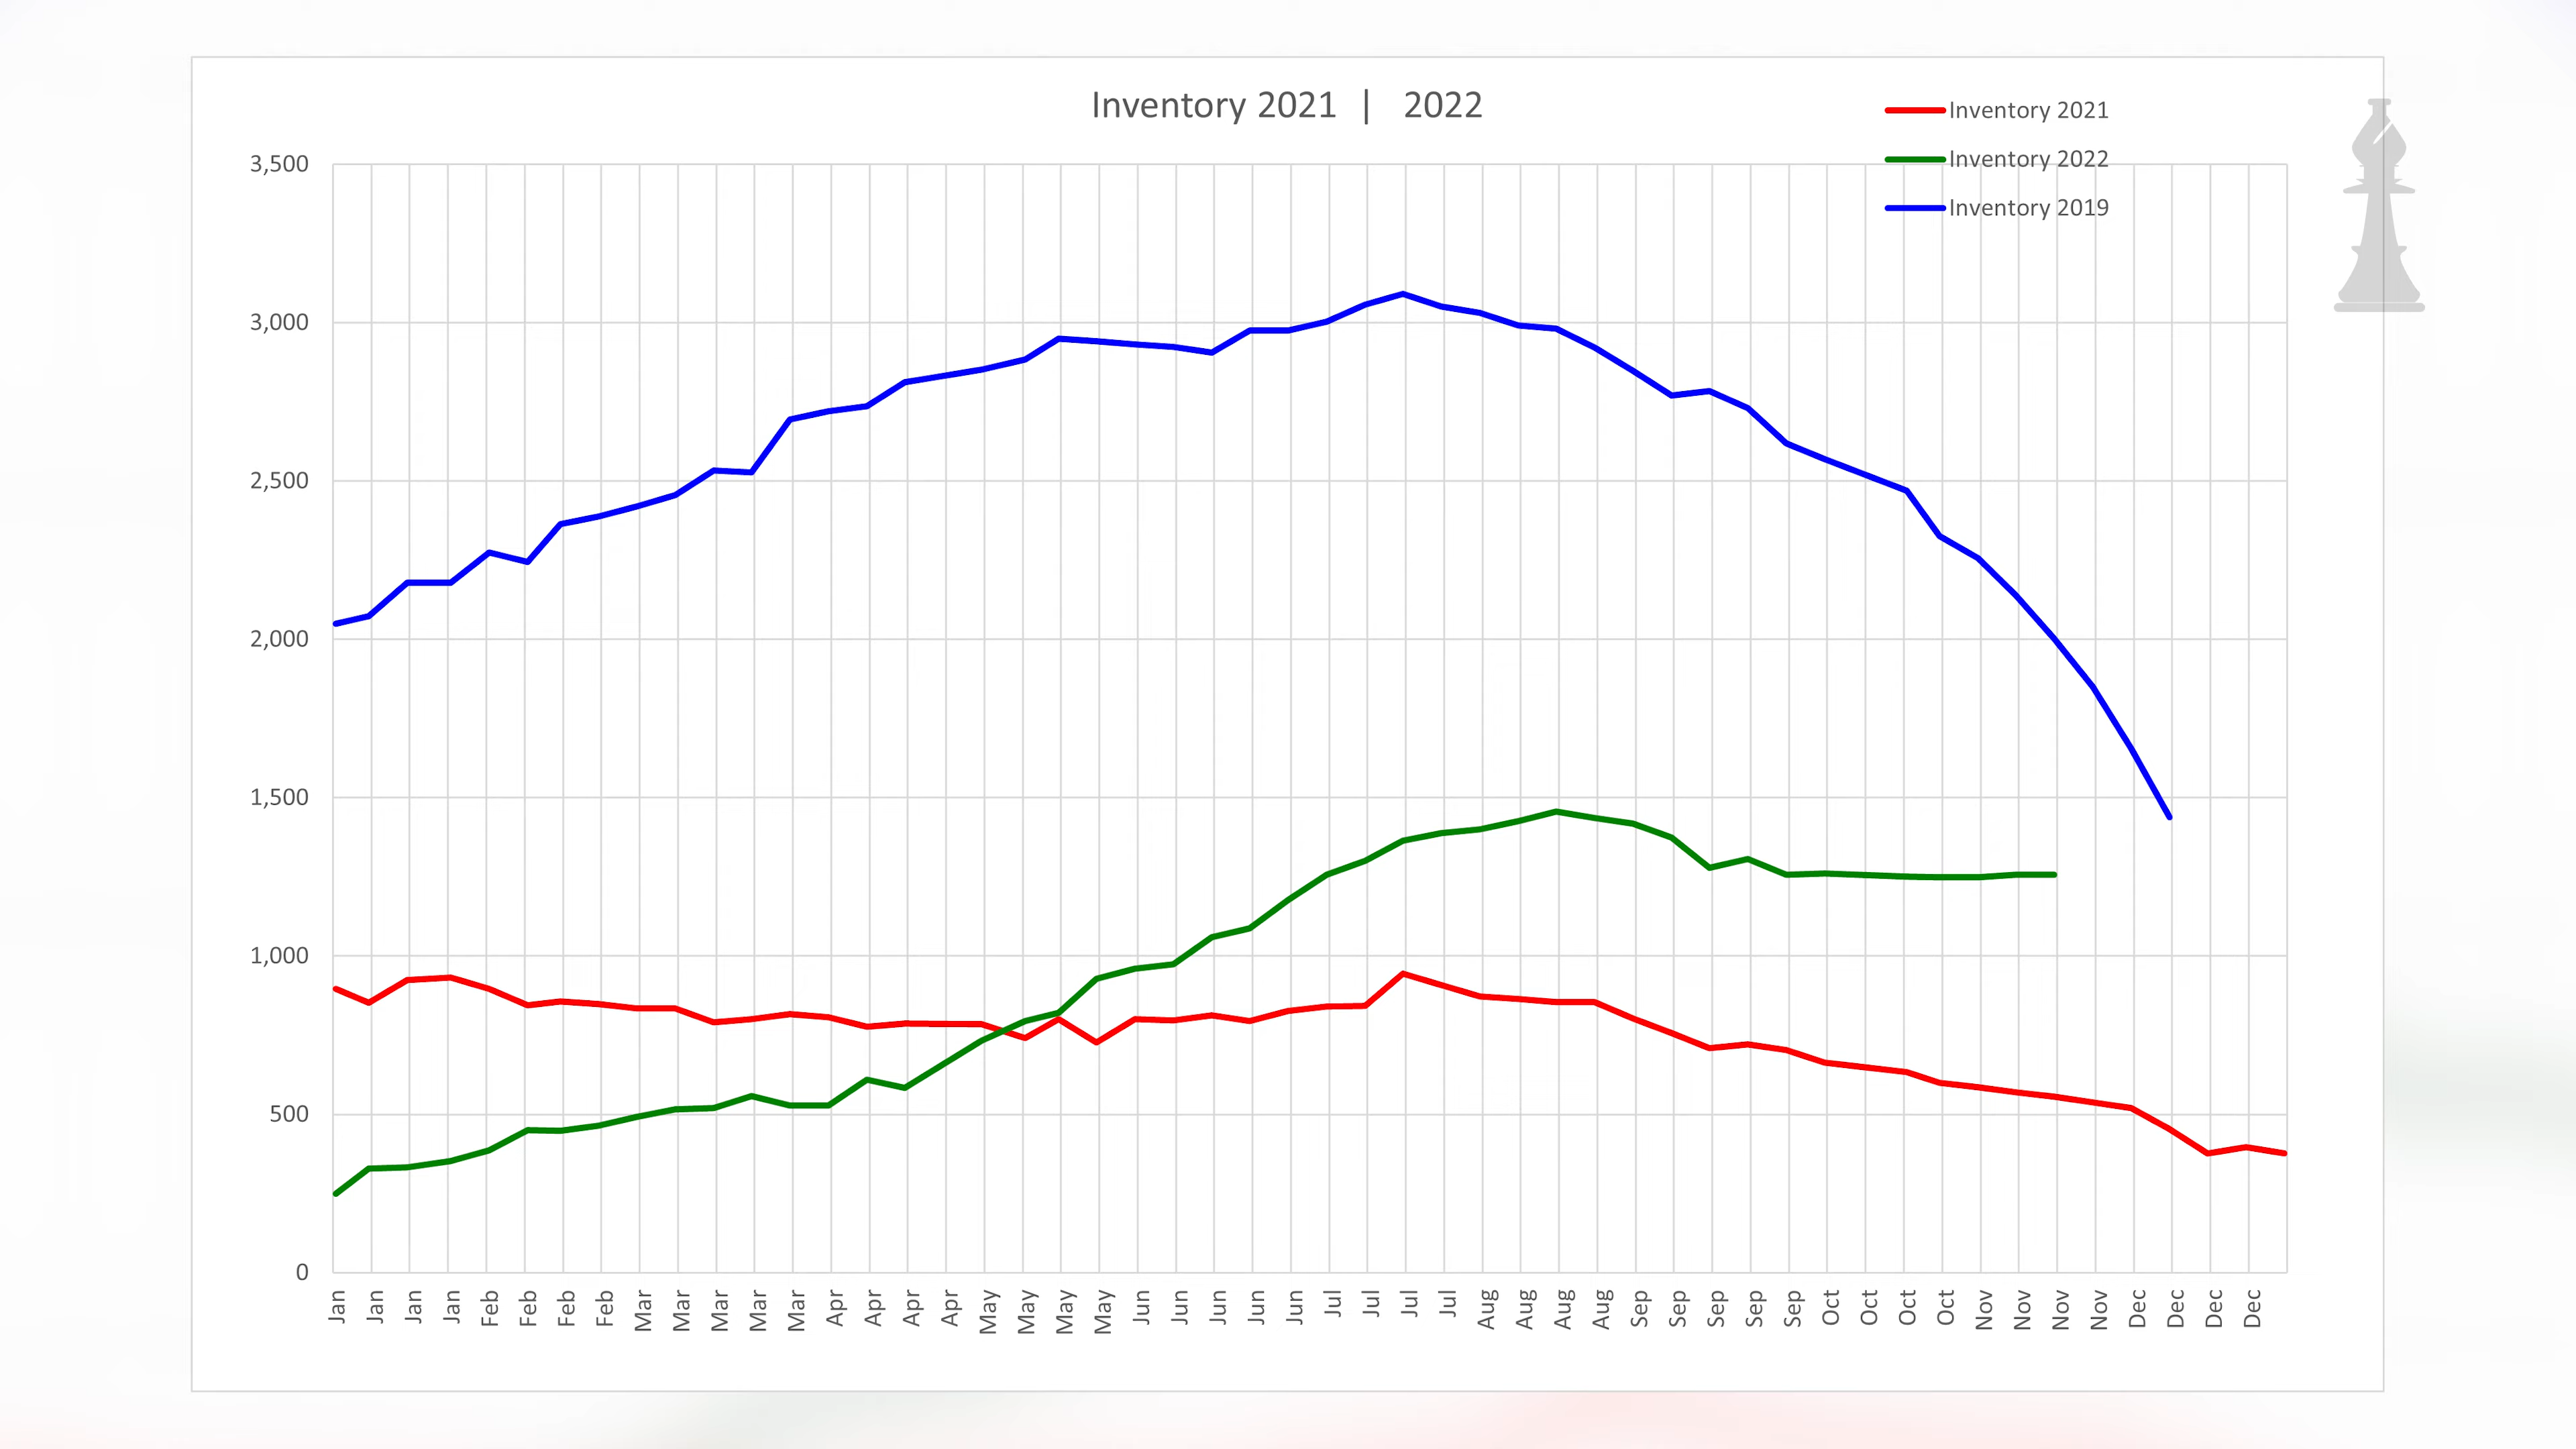 Inventory 2021 | 2022
Inventory 2021
Inventory 2022
Inventory 2019
3,500
3,000
2,500
2,000
1,500
1,000
500
0
Jan Jan Jan Jan Feb Feb Feb Feb Mar Mar Mar Mar Mar Apr Apr Apr Apr May May May May Jun Jun Jun Jun Jun Jul Jul Jul Jul Aug Aug Aug Aug Sep Sep Sep Sep Sep Oct Oct Oct Oct Nov Nov Nov Nov Dec Dec Dec Dec